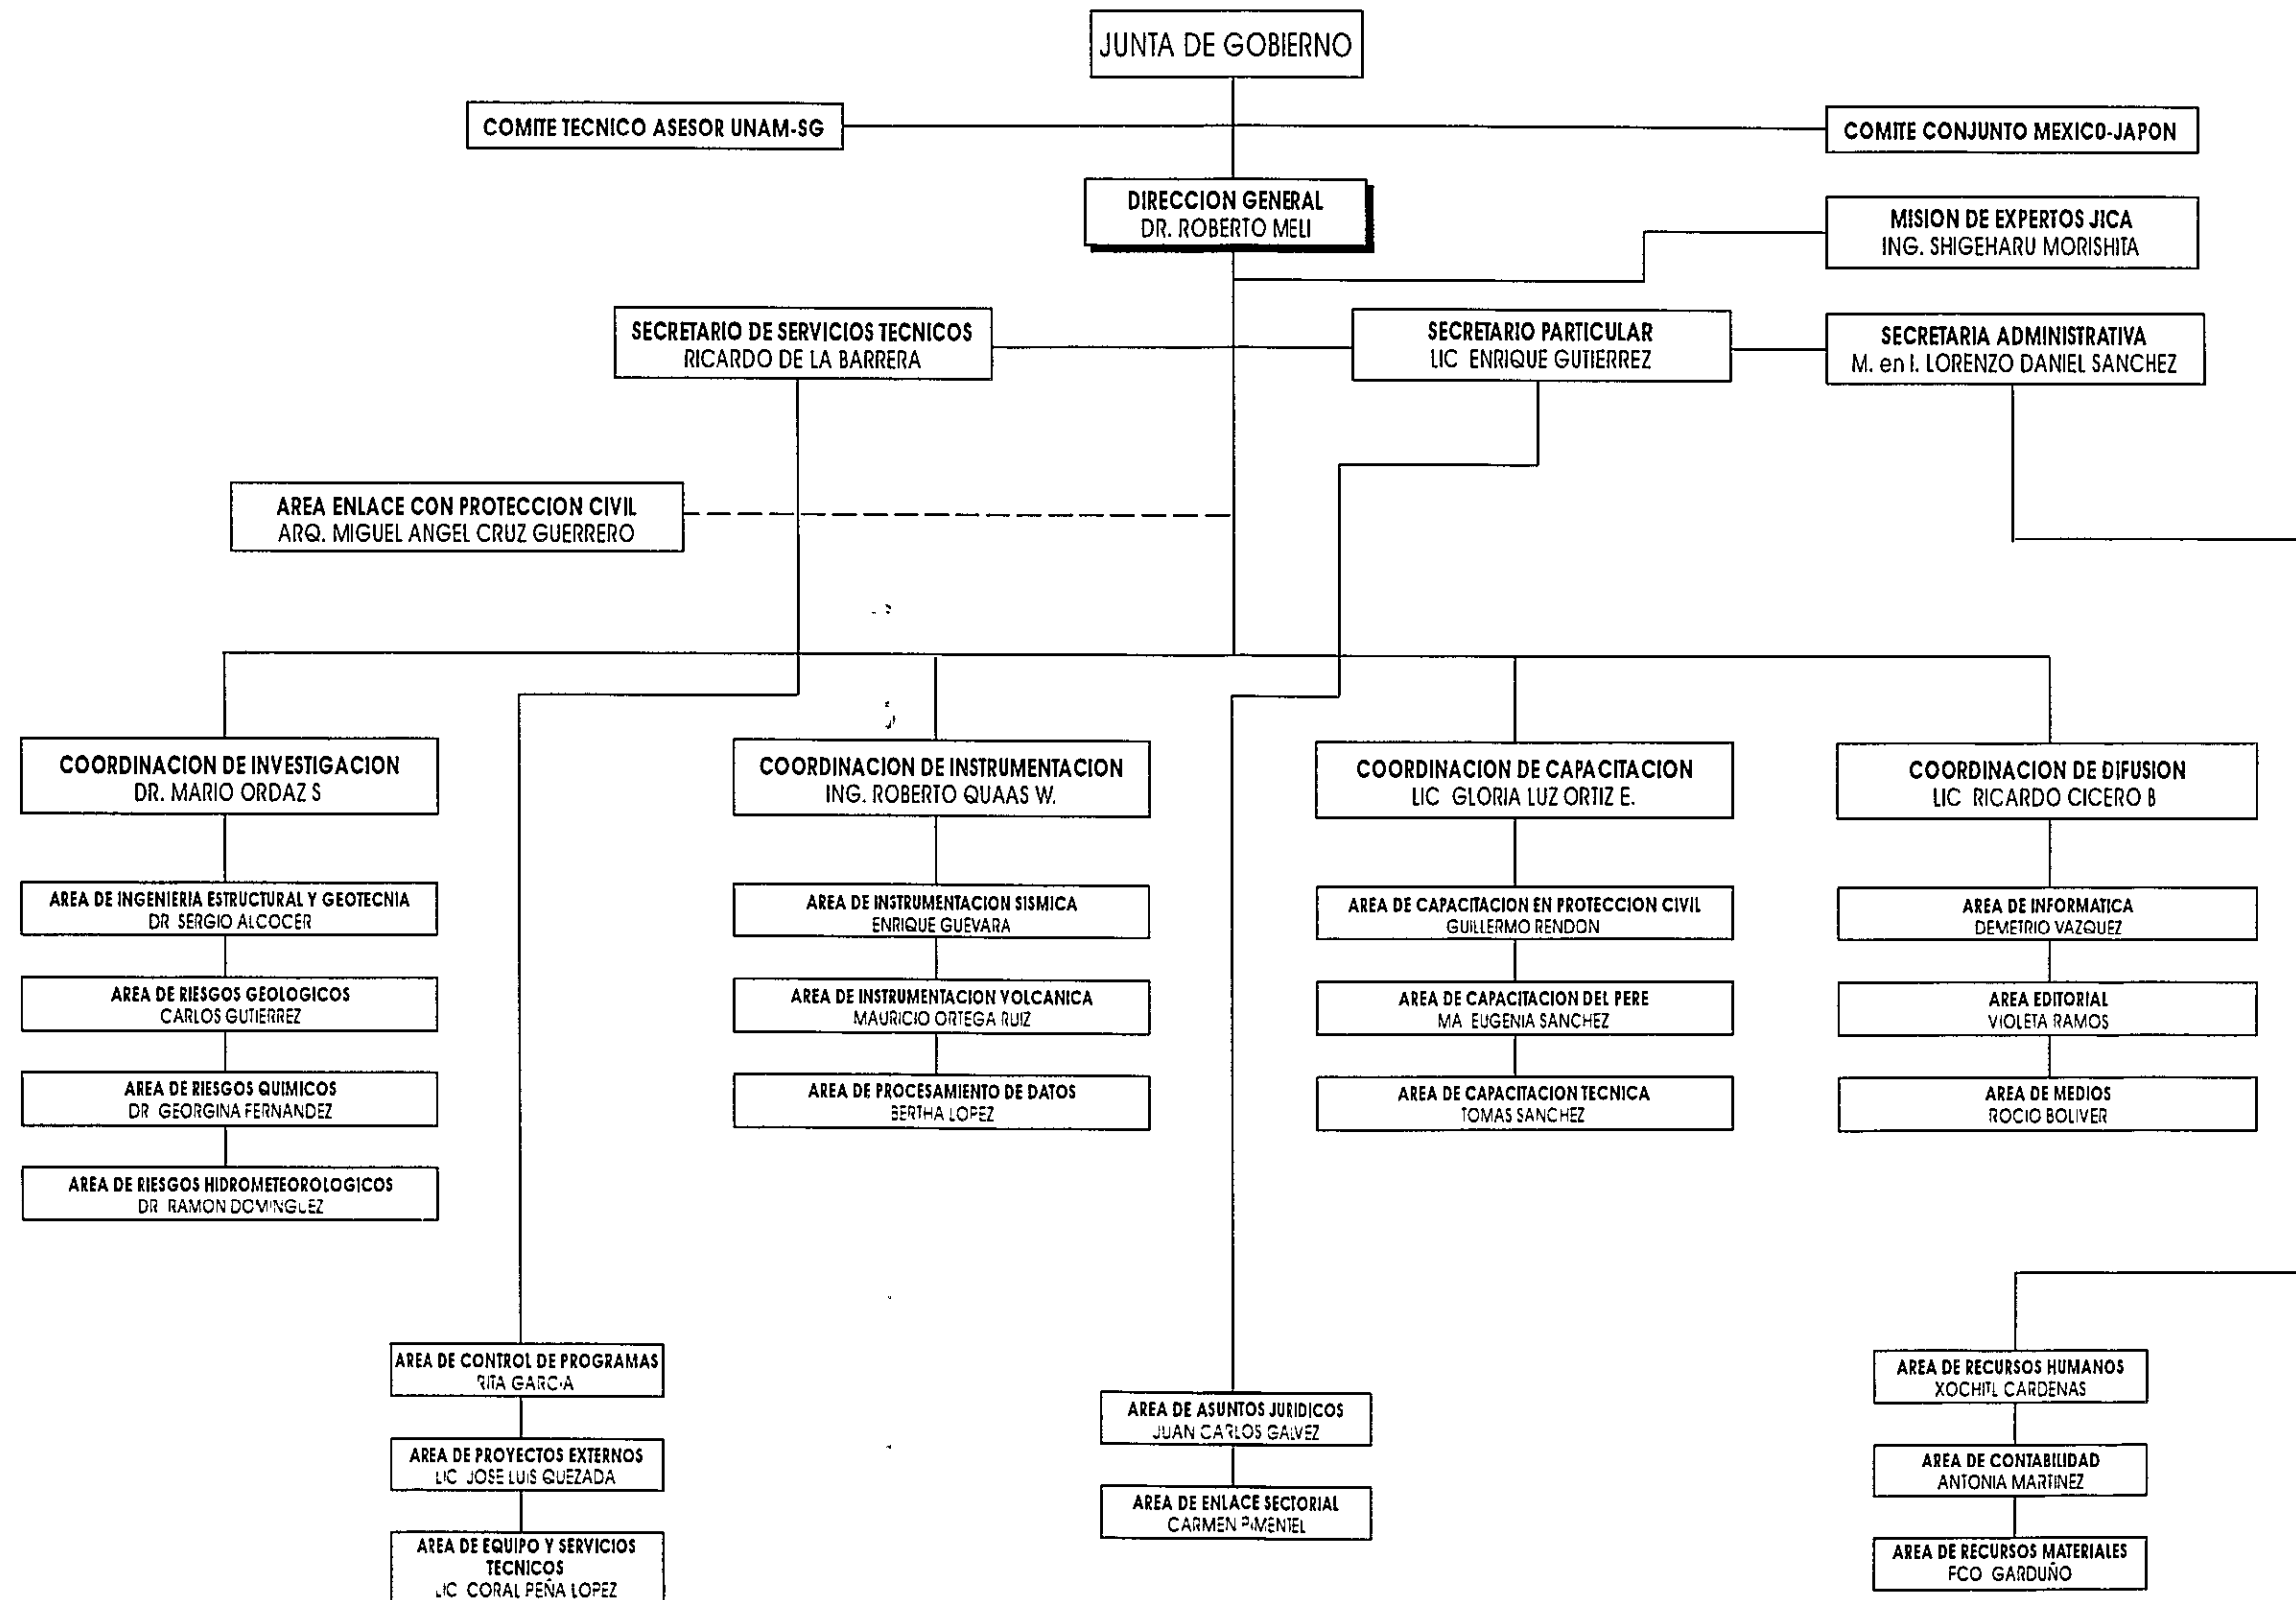 JUNTA DE GOBIERNO
COMITE TECNICO ASESOR UNAM-SG
COMITE CONJUNTO MEXICO-JAPON
DIRECCION GENERAL
DR. ROBERTO MELI
MISION DE EXPERTOS JICA
ING. SHIGEHARU MORISHITA
SECRETARIO DE SERVICIOS TECNICOS
RICARDO DE LA BARRERA
SECRETARIO PARTICULAR
LIC ENRIQUE GUTIERREZ
SECRETARIA ADMINISTRATIVA
M. en I. LORENZO DANIEL SANCHEZ
AREA ENLACE CON PROTECCION CIVIL
ARQ. MIGUEL ANGEL CRUZ GUERRERO
COORDINACION DE INVESTIGACION
DR. MARIO ORDAZ S
COORDINACION DE INSTRUMENTACION
ING. ROBERTO QUAAS W.
COORDINACION DE CAPACITACION
LIC GLORIA LUZ ORTIZ E.
COORDINACION DE DIFUSION
LIC RICARDO CICERO B
AREA DE INGENIERIA ESTRUCTURAL Y GEOTECNIA
DR SERGIO ALCOCER
AREA DE INSTRUMENTACION SISMICA
ENRIQUE GUEVARA
AREA DE CAPACITACION EN PROTECCION CIVIL
GUILLERMO RENDON
AREA DE INFORMATICA
DEMETRIO VAZQUEZ
AREA DE RIESGOS GEOLOGICOS
CARLOS GUTIERREZ
AREA DE INSTRUMENTACION VOLCANICA
MAURICIO ORTEGA RUIZ
AREA DE CAPACITACION DEL PERE
MA EUGENIA SANCHEZ
AREA EDITORIAL
VIOLETA RAMOS
AREA DE RIESGOS QUIMICOS
DR GEORGINA FERNANDEZ
AREA DE PROCESAMIENTO DE DATOS
BERTHA LOPEZ
AREA DE CAPACITACION TECNICA
TOMAS SANCHEZ
AREA DE MEDIOS
ROCIO BOLIVER
AREA DE RIESGOS HIDROMETEOROLOGICOS
DR RAMON DOMINGUEZ
AREA DE CONTROL DE PROGRAMAS
RITA GARCIA
AREA DE RECURSOS HUMANOS
XOCHITL CARDENAS
AREA DE ASUNTOS JURIDICOS
JUAN CARLOS GALVEZ
AREA DE PROYECTOS EXTERNOS
LIC JOSE LUIS QUEZADA
AREA DE CONTABILIDAD
ANTONIA MARTINEZ
AREA DE ENLACE SECTORIAL
CARMEN PIMENTEL
AREA DE EQUIPO Y SERVICIOS
TECNICOS
LIC CORAL PEÑA LOPEZ
AREA DE RECURSOS MATERIALES
FCO GARDUÑO